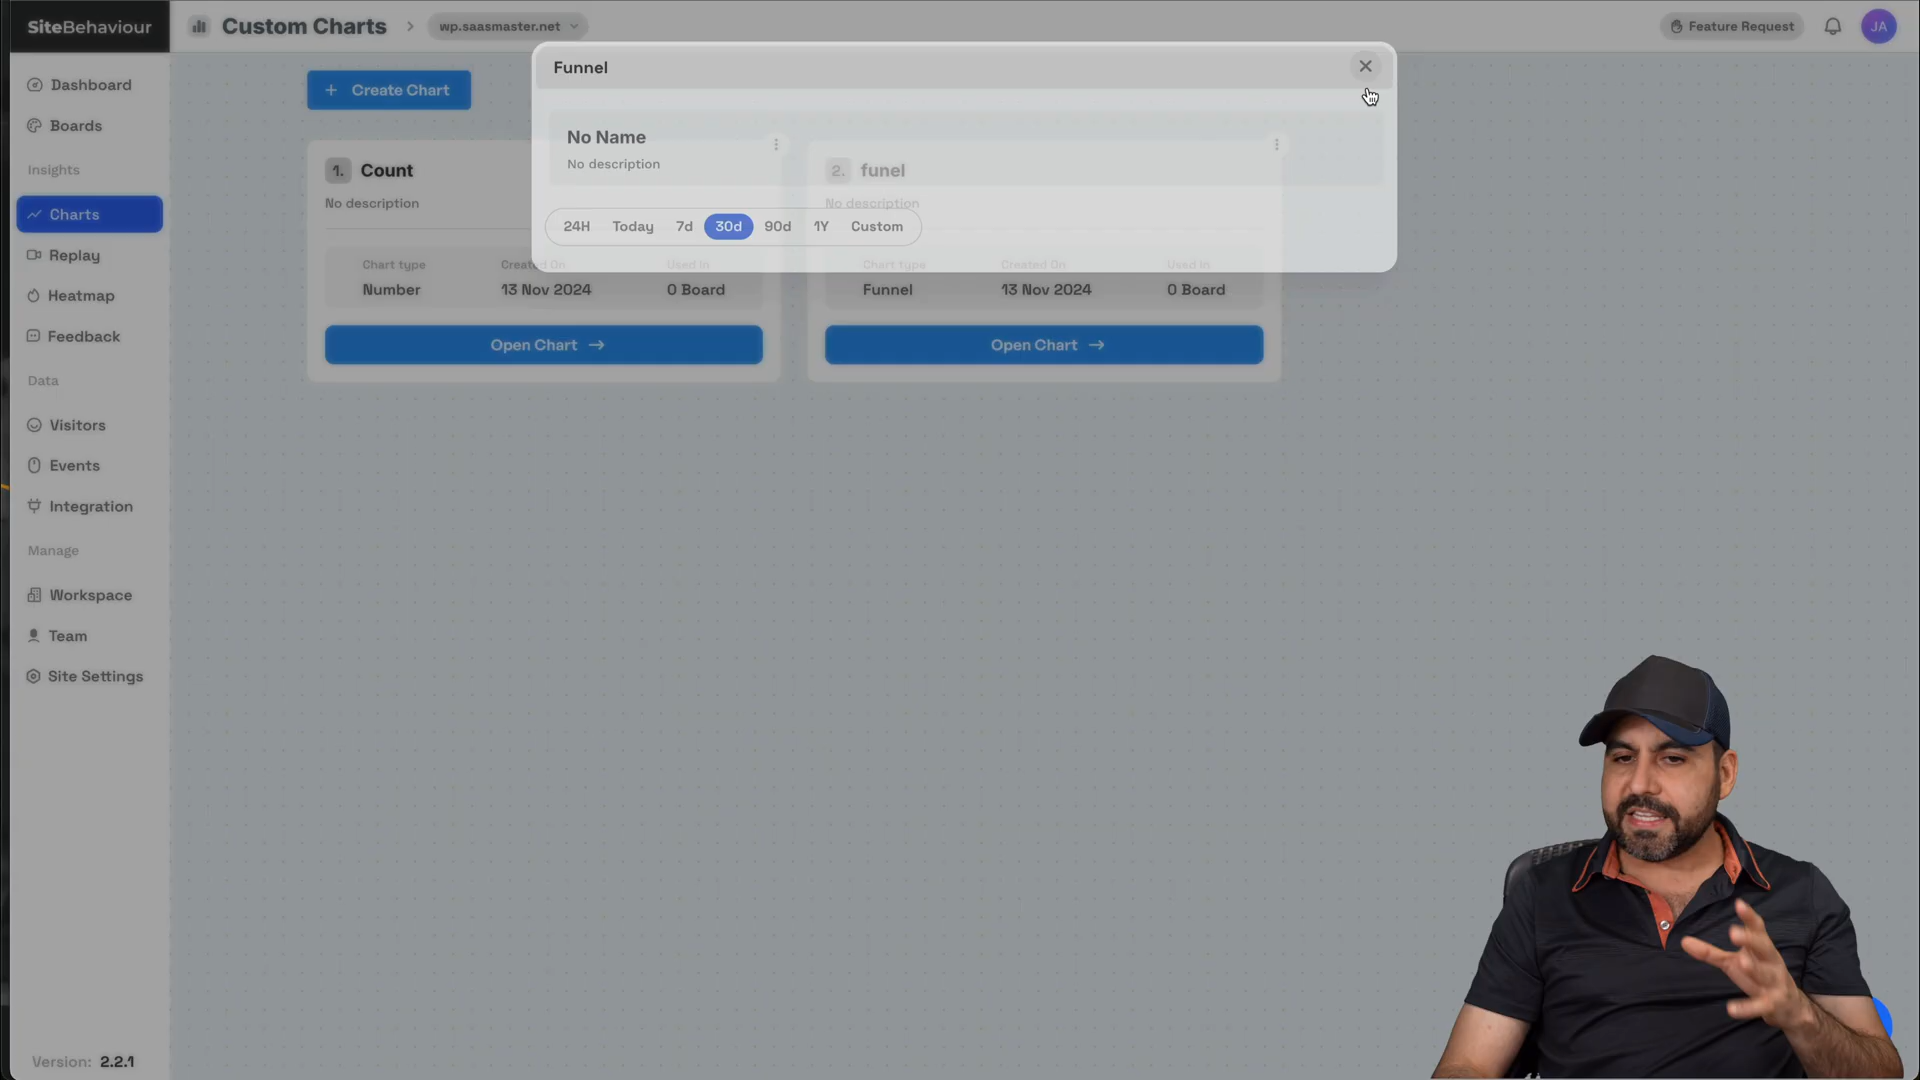 SiteBehaviour
Custom Charts
wp.saasmaster.net
Feature Request
JA
Dashboard
Boards
Insights
Charts
Replay
Heatmap
Feedback
Data
Visitors
Events
Integration
Manage
Workspace
Team
Site Settings
Version: 2.2.1
+ Create Chart
Funnel
No Name
No description
24H Today 7d 30d 90d 1Y Custom
1. Count
No description
Chart type Created On Used In
Number 13 Nov 2024 0 Board
Open Chart →
2. funel
No description
Chart type Created On Used In
Funnel 13 Nov 2024 0 Board
Open Chart →